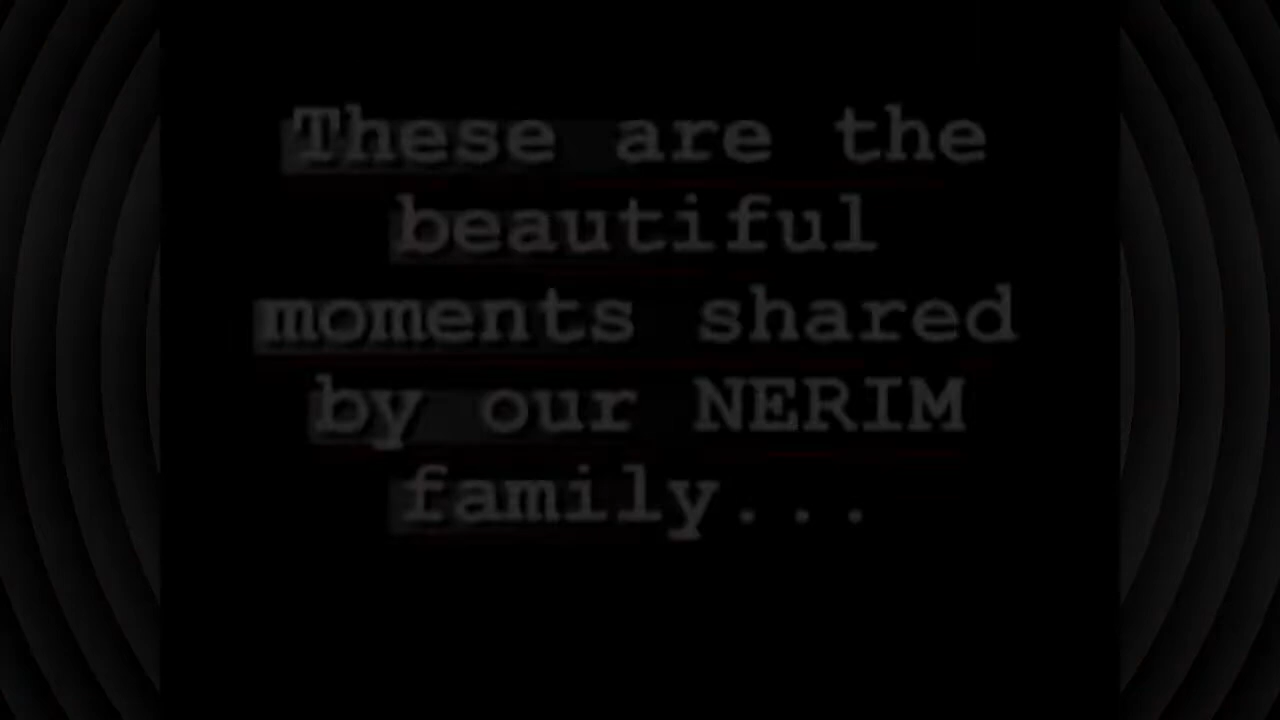 These are the
beautiful
moments shared
by our NERIM
family...